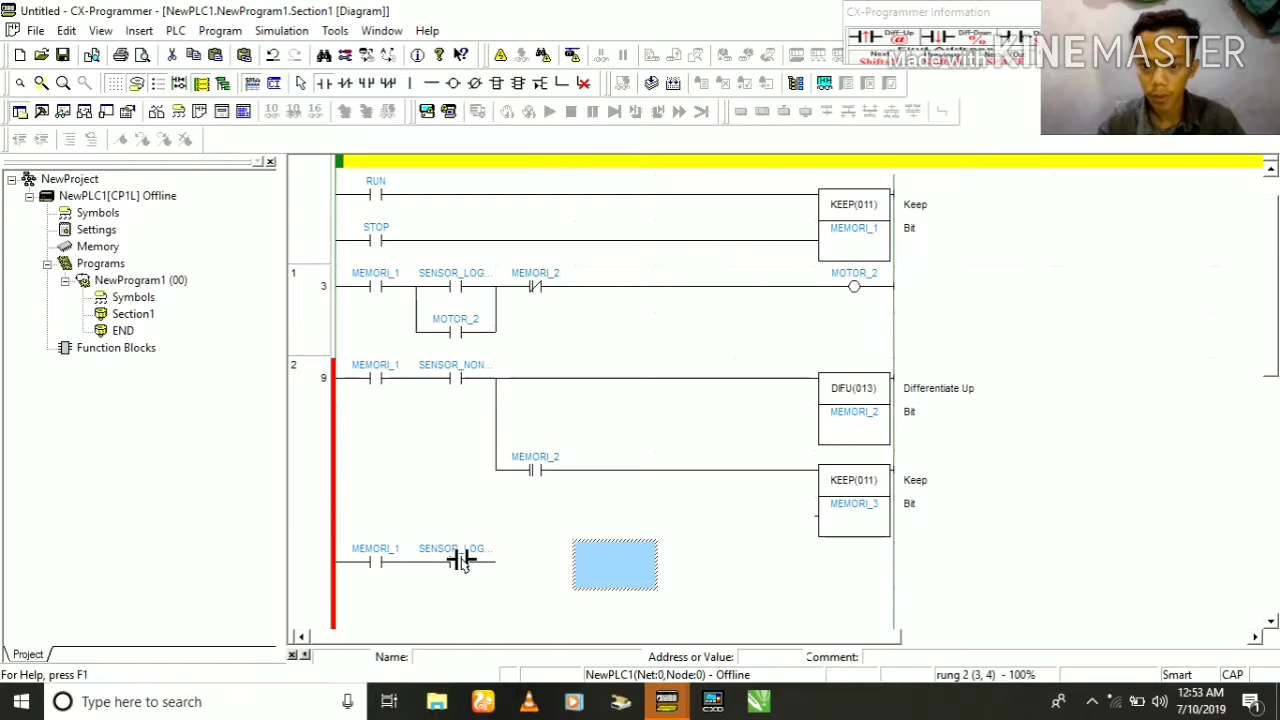 Untitled - CX-Programmer - [NewPLC1.NewProgram1.Section1 [Diagram]]
CX-Programmer Information
File Edit View Insert PLC Program Simulation Tools Window Help
Made with KINEMASTER
10 10 16
NewProject
NewPLC1[CP1L] Offline
Symbols
Settings
Memory
Programs
NewProgram1 (00)
Symbols
Section1
END
Function Blocks
Project
RUN
KEEP(011) Keep
STOP MEMORI_1 Bit
1 MEMORI_1 SENSOR_LOG... MEMORI_2 MOTOR_2
3
MOTOR_2
2 MEMORI_1 SENSOR_NON...
9
DIFU(013) Differentiate Up
MEMORI_2 Bit
MEMORI_2
KEEP(011) Keep
MEMORI_3 Bit
MEMORI_1 SENSOR_LOG...
Name: Address or Value: Comment:
For Help, press F1 NewPLC1(Net:0,Node:0) - Offline rung 2 (3, 4) - 100% Smart CAP
Type here to search
12:53 AM
7/10/2019